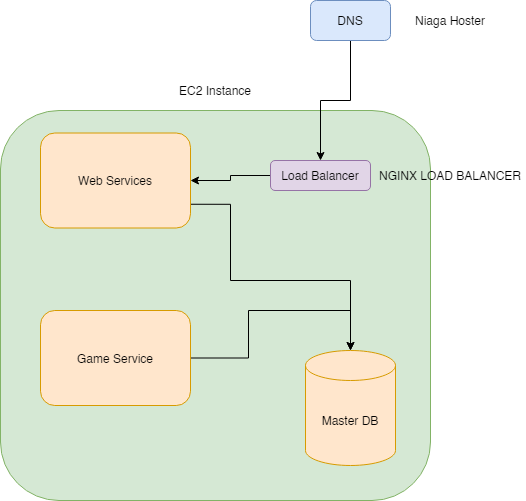 DNS
Niaga Hoster
EC2 Instance
Web Services
Load Balancer
NGINX LOAD BALANCER
Game Service
Master DB